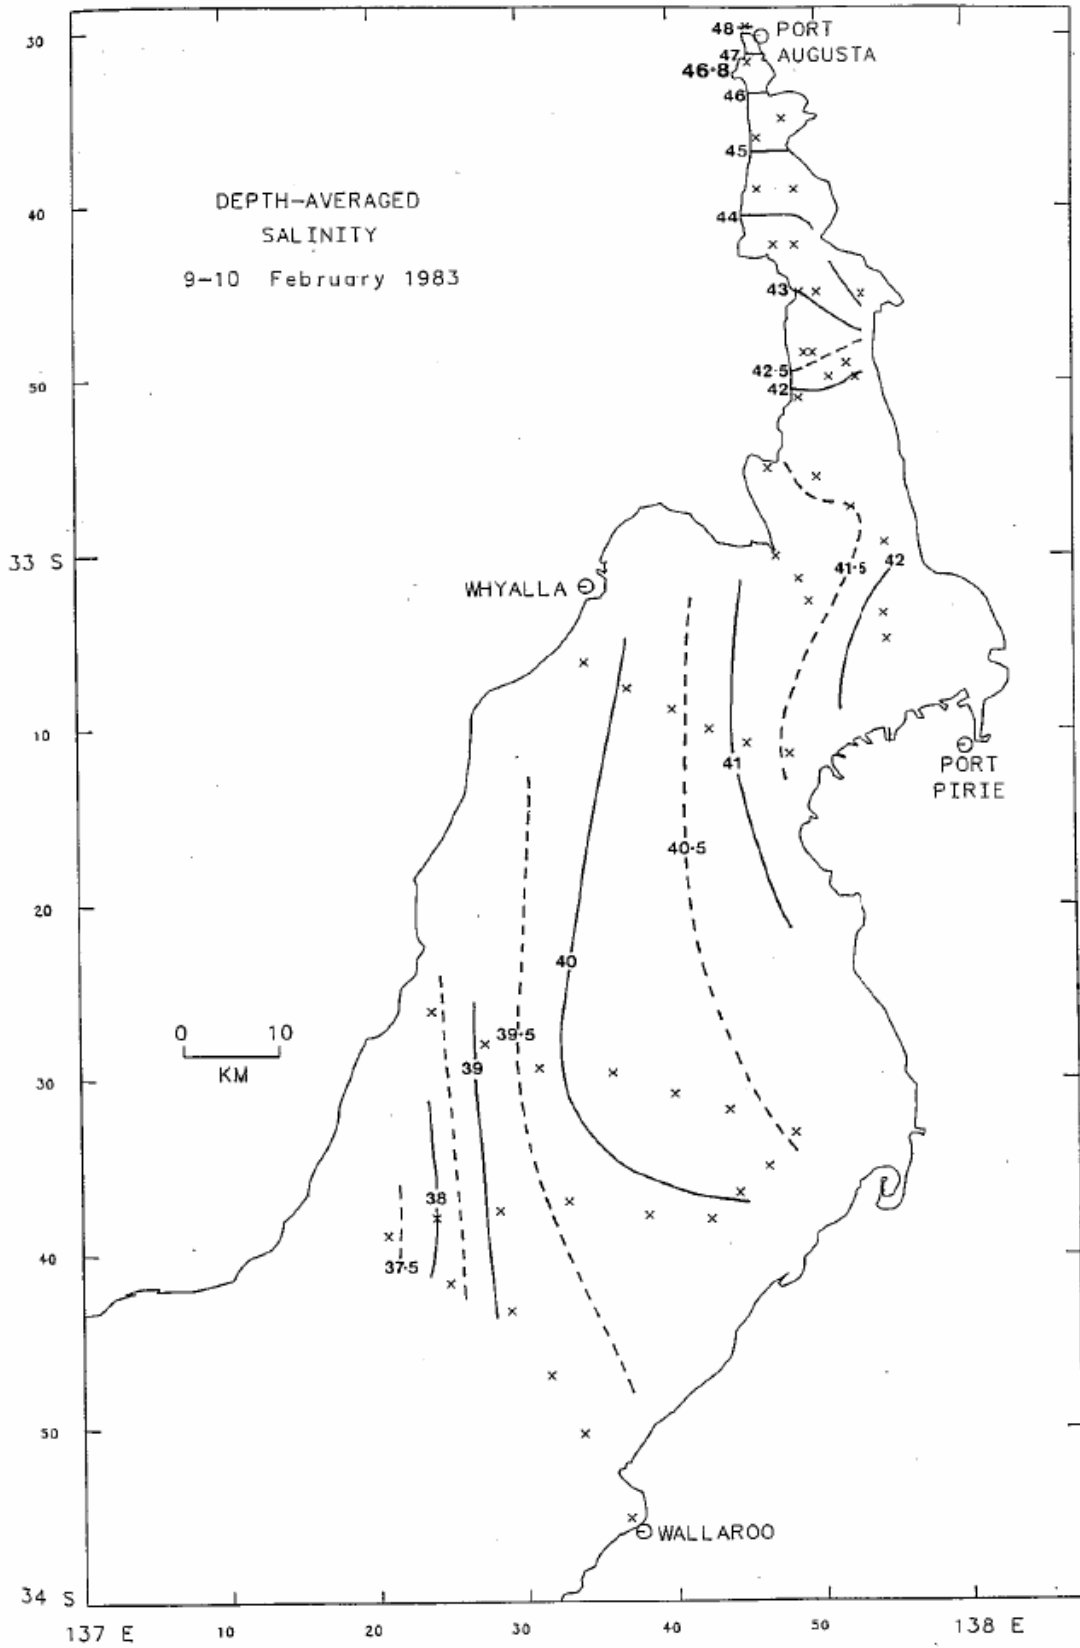 48
PORT
AUGUSTA
30
47
46·8
46
45
DEPTH-AVERAGED
SALINITY
9-10 February 1983
40
44
43
42·5
42
50
33 S
41·5
42
WHYALLA
10
41
PORT
PIRIE
40·5
20
40
0 10
KM
39·5
39
30
38
40
37·5
50
WALLAROO
34 S
137 E 10 20 30 40 50 138 E